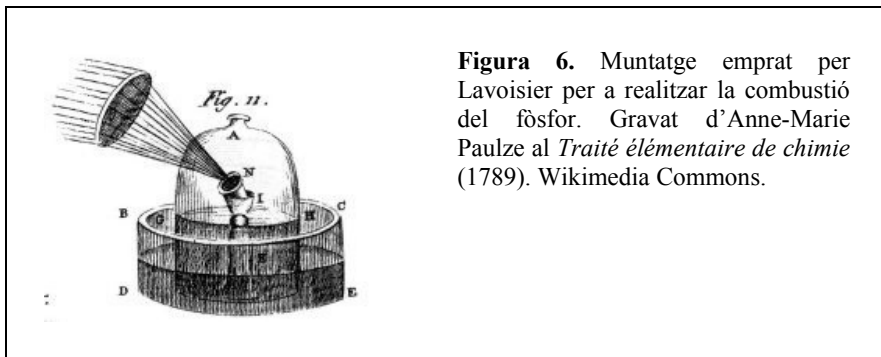 Fig. 11.
A
N
I
B
C
G
H
F
D
E
Figura 6. Muntatge emprat per
Lavoisier per a realitzar la combustió
del fòsfor. Gravat d’Anne-Marie
Paulze al Traité élémentaire de chimie
(1789). Wikimedia Commons.